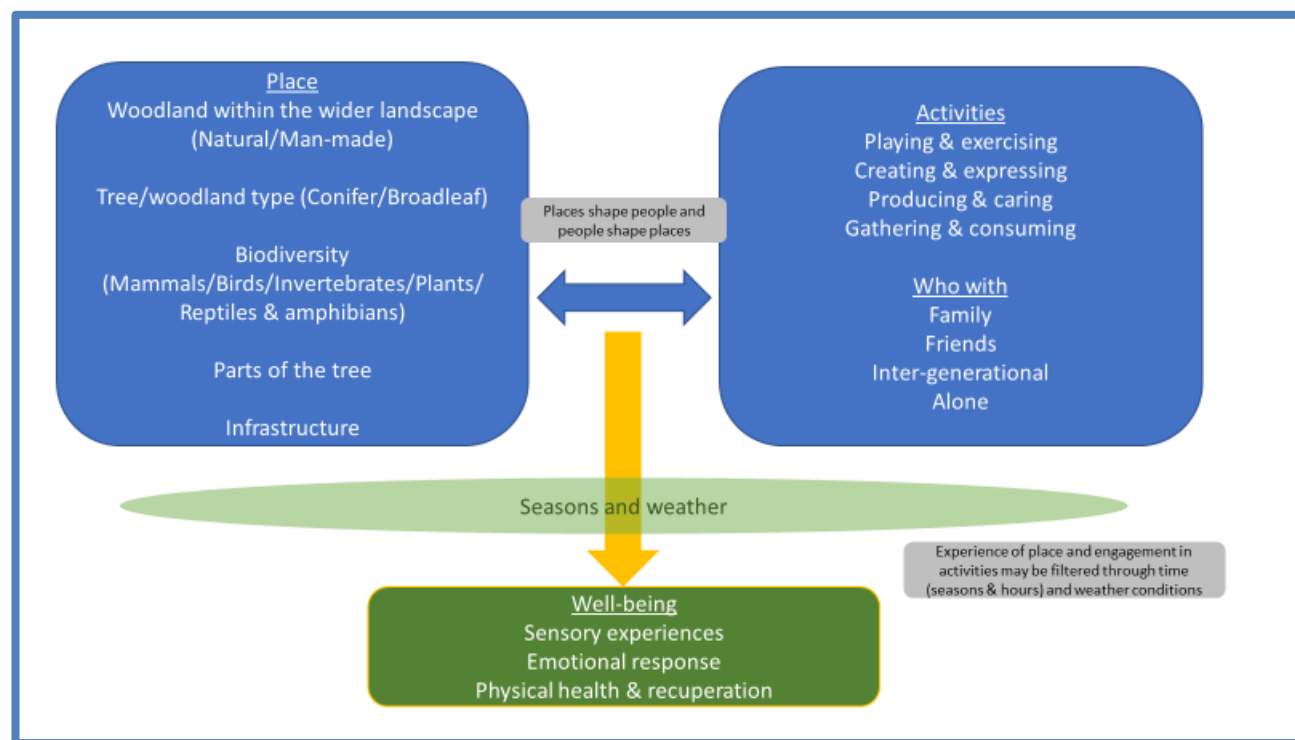 Place
Woodland within the wider landscape
(Natural/Man-made)
Tree/woodland type (Conifer/Broadleaf)
Biodiversity
(Mammals/Birds/Invertebrates/Plants/
Reptiles & amphibians)
Parts of the tree
Infrastructure
Places shape people and
people shape places
Activities
Playing & exercising
Creating & expressing
Producing & caring
Gathering & consuming
Who with
Family
Friends
Inter-generational
Alone
Seasons and weather
Experience of place and engagement in
activities may be filtered through time
(seasons & hours) and weather conditions
Well-being
Sensory experiences
Emotional response
Physical health & recuperation